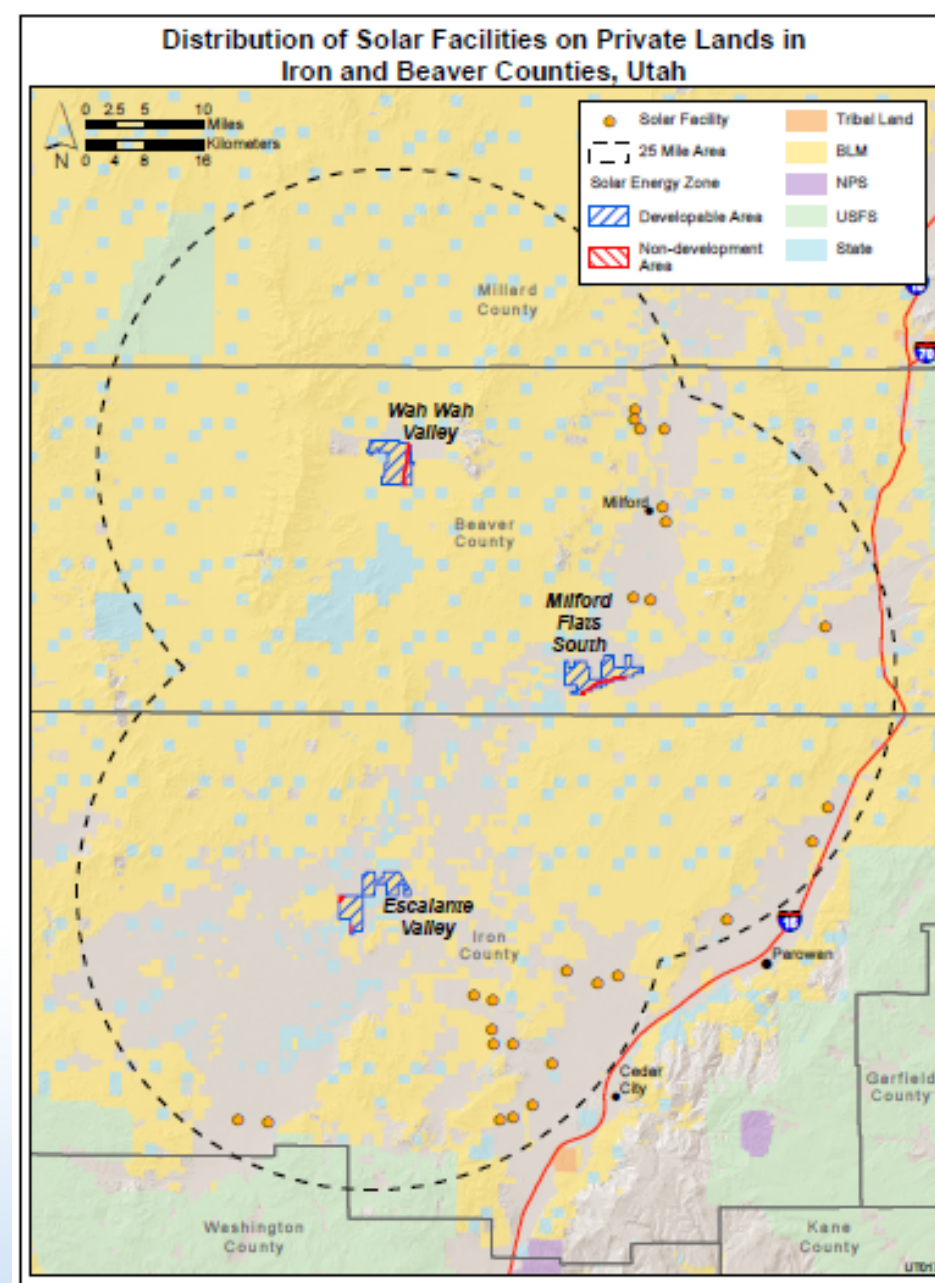 Distribution of Solar Facilities on Private Lands in
Iron and Beaver Counties, Utah
0 2.5 5 10
Miles
Kilometers
0 4 8 16
N
Solar Facility
25 Mile Area
Solar Energy Zone
Developable Area
Non-development
Area
Tribal Land
BLM
NPS
USFS
State
Millard
County
70
Wah Wah
Valley
Milford
Beaver
County
Milford
Flats
South
Escalante
Valley
Iron
County
15
Parowan
Cedar
City
Garfield
County
Washington
County
Kane
County